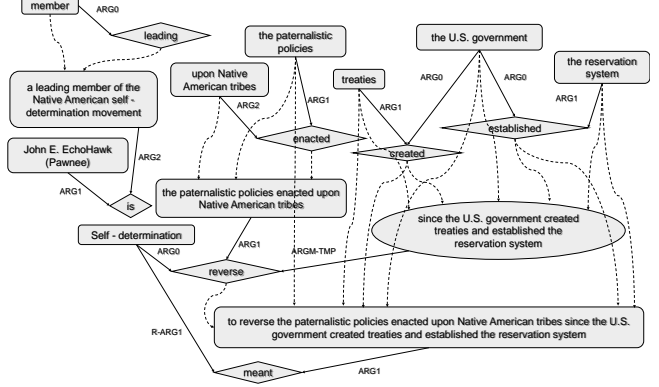 member
ARG0
leading
the paternalistic
policies
the U.S. government
upon Native
American tribes
treaties
the reservation
system
ARG0
ARG0
a leading member of the
Native American self -
determination movement
ARG2
ARG1
ARG1
ARG1
enacted
established
created
John E. EchoHawk
(Pawnee)
ARG2
ARG1
is
the paternalistic policies enacted upon
Native American tribes
since the U.S. government created
treaties and established the
reservation system
Self - determination
ARG0
ARG1
ARGM-TMP
reverse
to reverse the paternalistic policies enacted upon Native American tribes since the U.S.
government created treaties and established the reservation system
R-ARG1
meant
ARG1